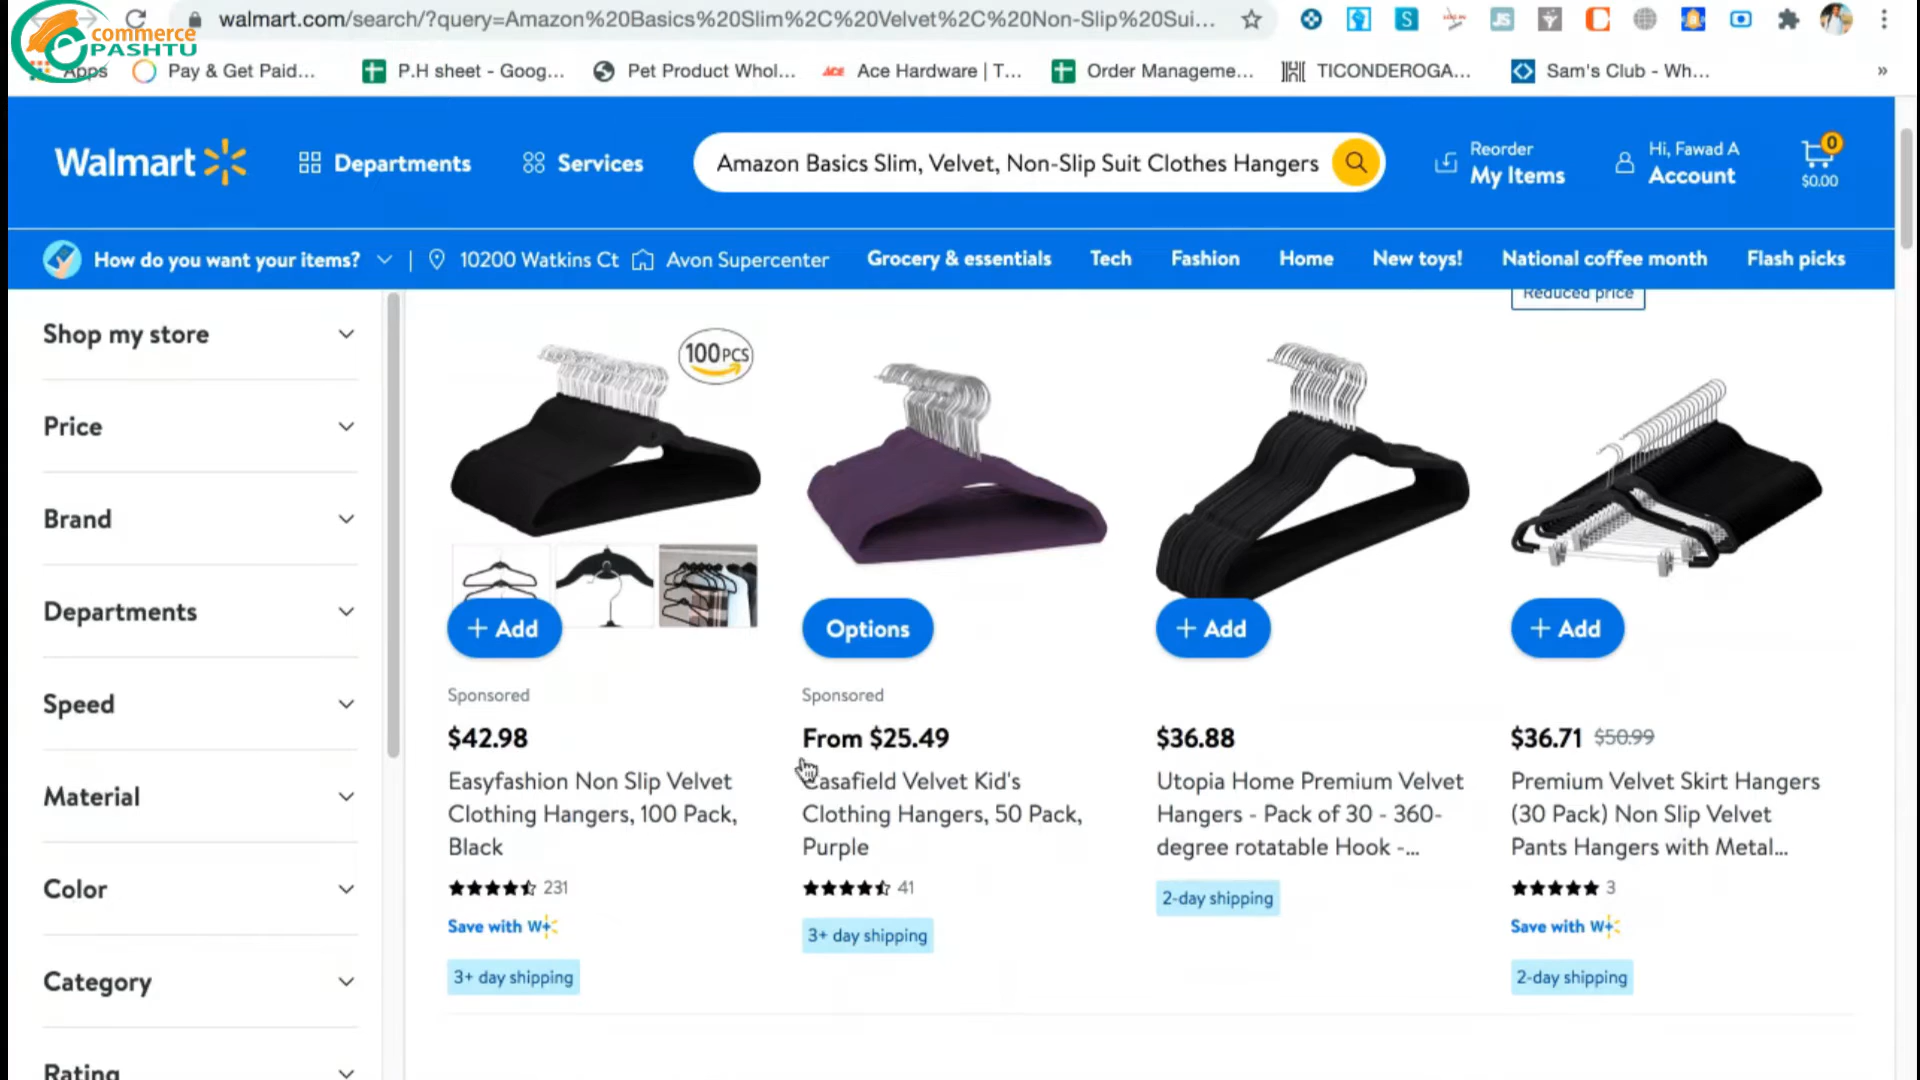 commerce
PASHTU
walmart.com/search/?query=Amazon%20Basics%20Slim%2C%20Velvet%2C%20Non-Slip%20Sui...
Apps
Pay & Get Paid...
P.H sheet - Goog...
Pet Product Whol...
Ace Hardware | T...
Order Manageme...
TICONDEROGA...
Sam's Club - Wh...
»
Walmart
Departments
Services
Amazon Basics Slim, Velvet, Non-Slip Suit Clothes Hangers
Reorder
My Items
Hi, Fawad A
Account
0
$0.00
How do you want your items?
10200 Watkins Ct
Avon Supercenter
Grocery & essentials
Tech
Fashion
Home
New toys!
National coffee month
Flash picks
Shop my store
Price
Brand
Departments
Speed
Material
Color
Category
Rating
100PCS
+ Add
Sponsored
$42.98
Easyfashion Non Slip Velvet
Clothing Hangers, 100 Pack,
Black
231
Save with W+
3+ day shipping
Options
Sponsored
From $25.49
Casafield Velvet Kid's
Clothing Hangers, 50 Pack,
Purple
41
3+ day shipping
+ Add
$36.88
Utopia Home Premium Velvet
Hangers - Pack of 30 - 360-
degree rotatable Hook -...
2-day shipping
Reduced price
+ Add
$36.71 $50.99
Premium Velvet Skirt Hangers
(30 Pack) Non Slip Velvet
Pants Hangers with Metal...
3
Save with W+
2-day shipping